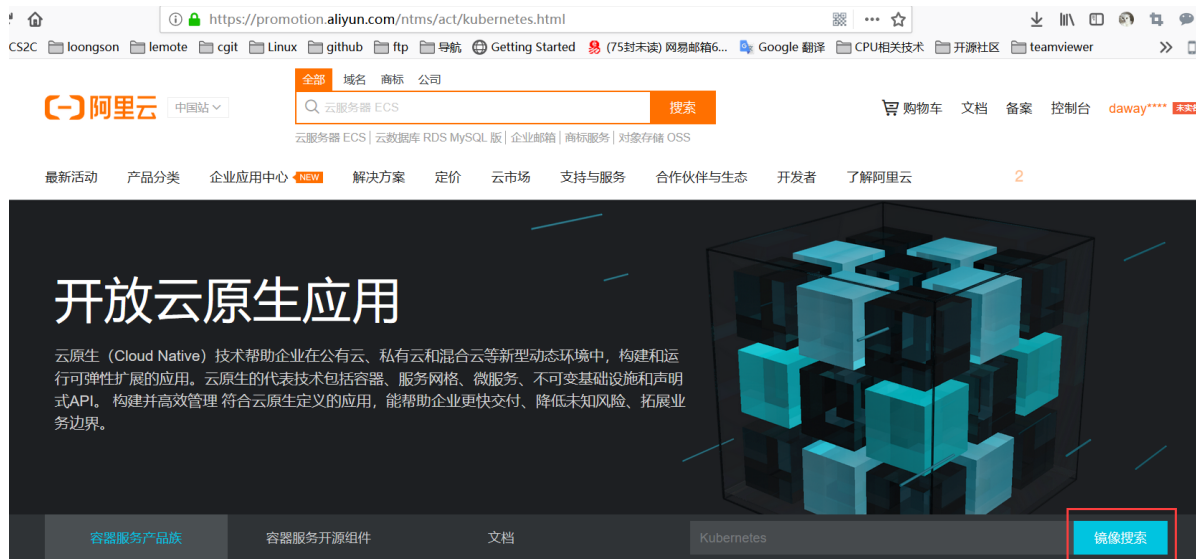 https://promotion.aliyun.com/ntms/act/kubernetes.html
CS2C loongson lemote cgit Linux github ftp 导航 Getting Started (75封未读) 网易邮箱6... Google 翻译 CPU相关技术 开源社区 teamviewer
全部 域名 商标 公司
阿里云 中国站 云服务器 ECS 搜索 购物车 文档 备案 控制台 daway****
云服务器 ECS 云数据库 RDS MySQL 版 企业邮箱 商标服务 对象存储 OSS
最新活动 产品分类 企业应用中心 NEW 解决方案 定价 云市场 支持与服务 合作伙伴与生态 开发者 了解阿里云 2
开放云原生应用
云原生（Cloud Native）技术帮助企业在公有云、私有云和混合云等新型动态环境中，构建和运
行可弹性扩展的应用。云原生的代表技术包括容器、服务网格、微服务、不可变基础设施和声明
式API。 构建并高效管理 符合云原生定义的应用，能帮助企业更快交付、降低未知风险、拓展业
务边界。
容器服务产品族 容器服务开源组件 文档 Kubernetes 镜像搜索